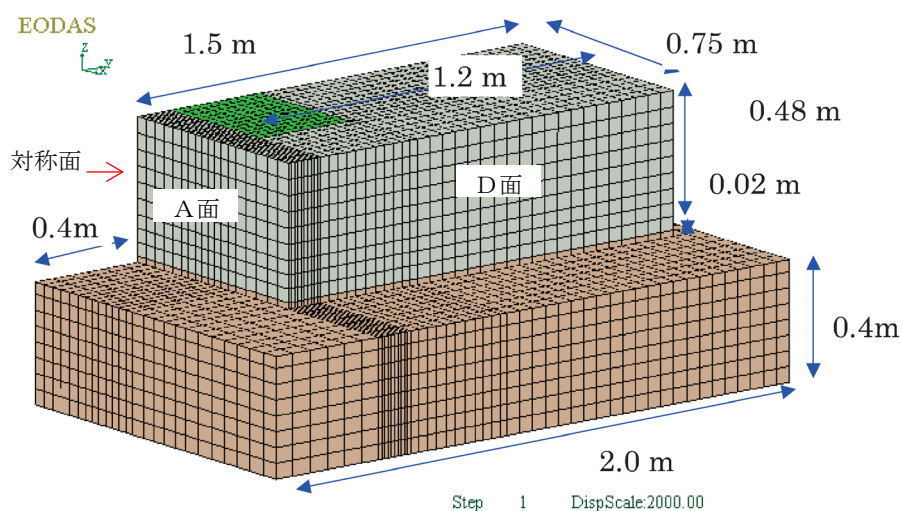 EODAS
1.5 m
0.75 m
1.2 m
0.48 m
対称面
D面
A面
0.02 m
0.4m
0.4m
2.0 m
Step 1 DispScale:2000.00
z
Y
X